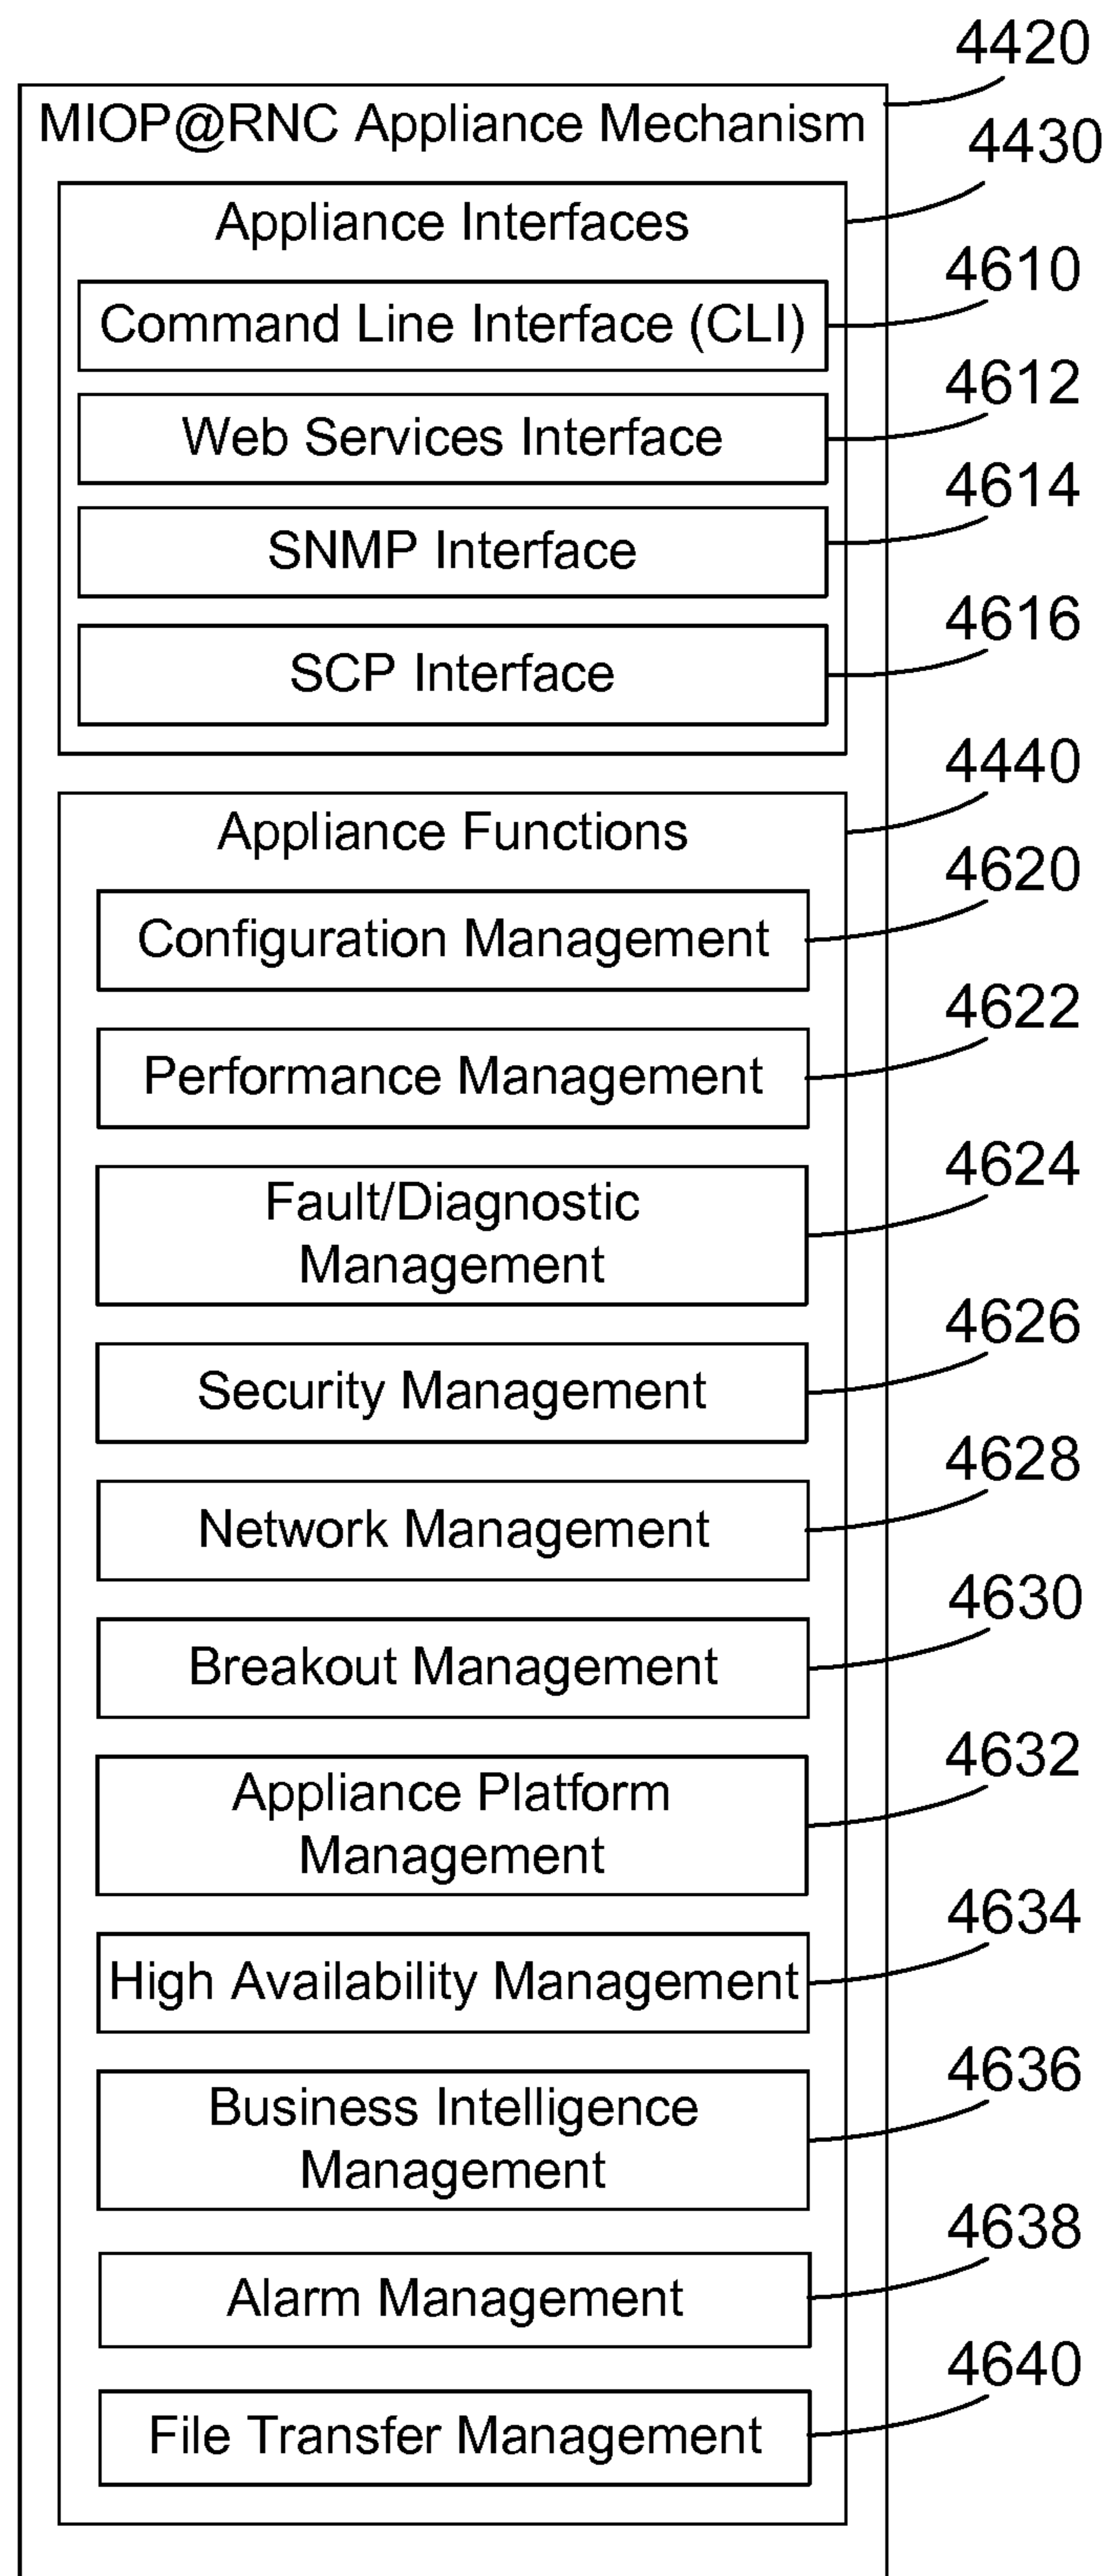 4420
MIOP@RNC Appliance Mechanism
4430
Appliance Interfaces
4610
Command Line Interface (CLI)
4612
Web Services Interface
4614
SNMP Interface
4616
SCP Interface
4440
Appliance Functions
4620
Configuration Management
4622
Performance Management
4624
Fault/Diagnostic
Management
4626
Security Management
4628
Network Management
4630
Breakout Management
4632
Appliance Platform
Management
4634
High Availability Management
4636
Business Intelligence
Management
4638
Alarm Management
4640
File Transfer Management